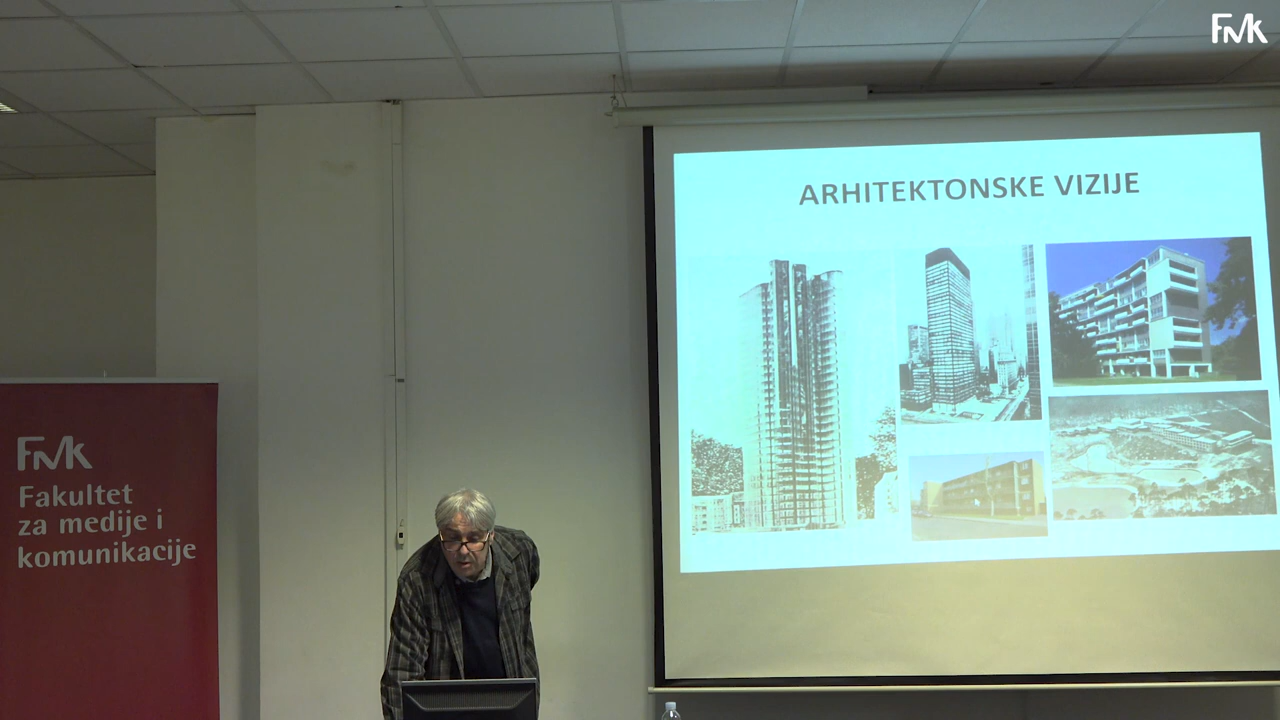 FMK
ARHITEKTONSKE VIZIJE
FMK
Fakultet
za medije i
komunikacije